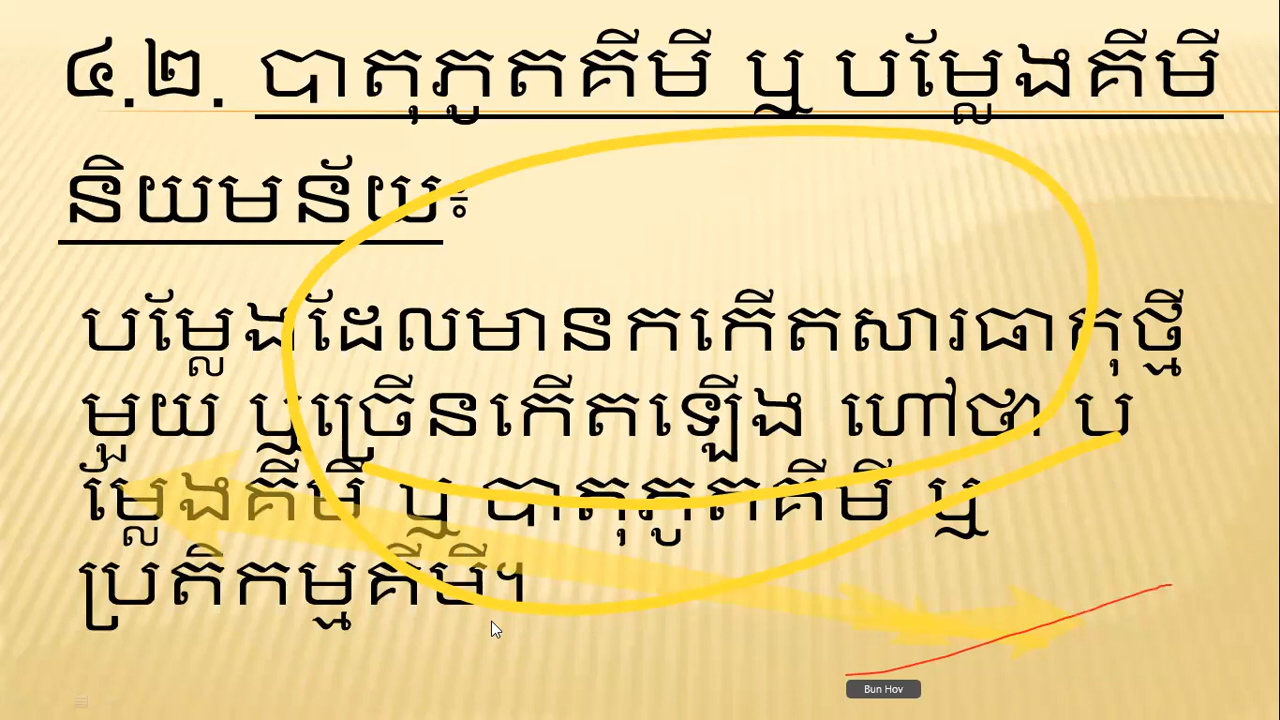 ៤.២. បាតុភូតគីមី ឬ បម្លែងគីមី
និយមន័យ៖
បម្លែងដែលមានកកើតសារធាតុថ្មី
មួយ ឬច្រើនកើតឡើង ហៅថា ប
ម្លែងគីមី ឬ បាតុភូតគីមី ឬ
ប្រតិកម្មគីមី។
Bun Hov